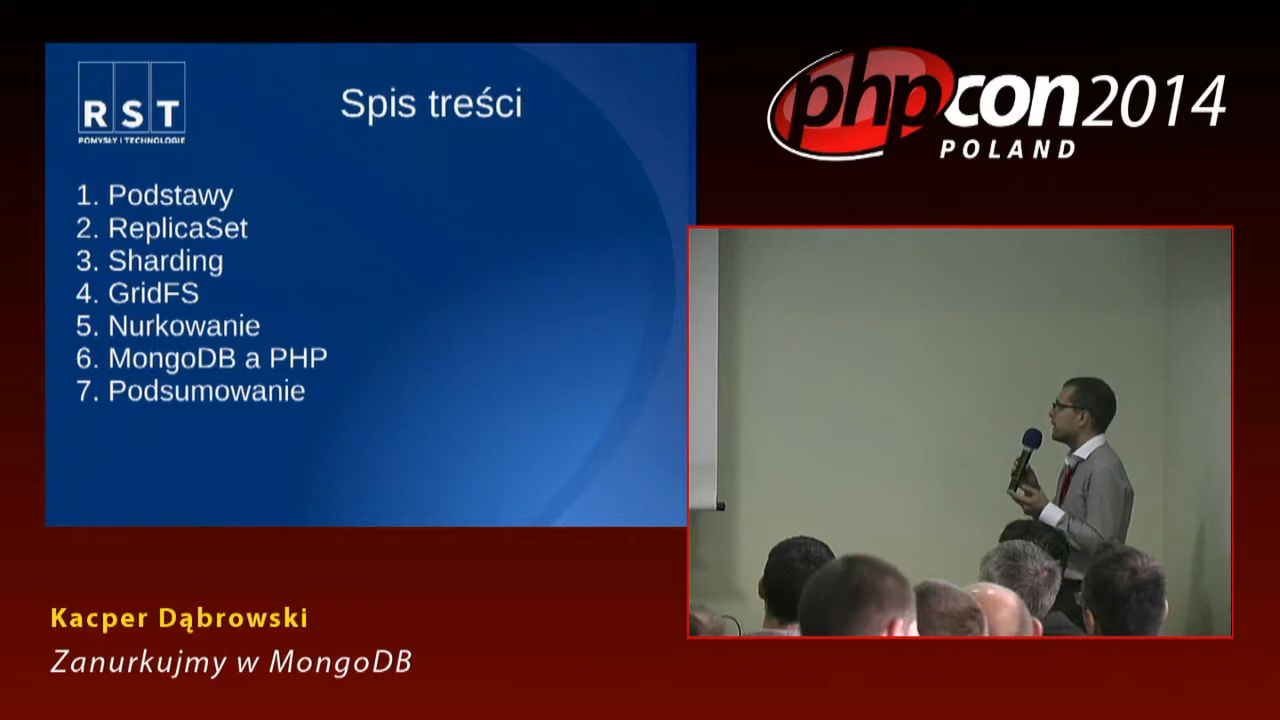 RST
POMYSŁY I TECHNOLOGIE
Spis treści
1. Podstawy
2. ReplicaSet
3. Sharding
4. GridFS
5. Nurkowanie
6. MongoDB a PHP
7. Podsumowanie
phpcon2014
POLAND
Kacper Dąbrowski
Zanurkujmy w MongoDB